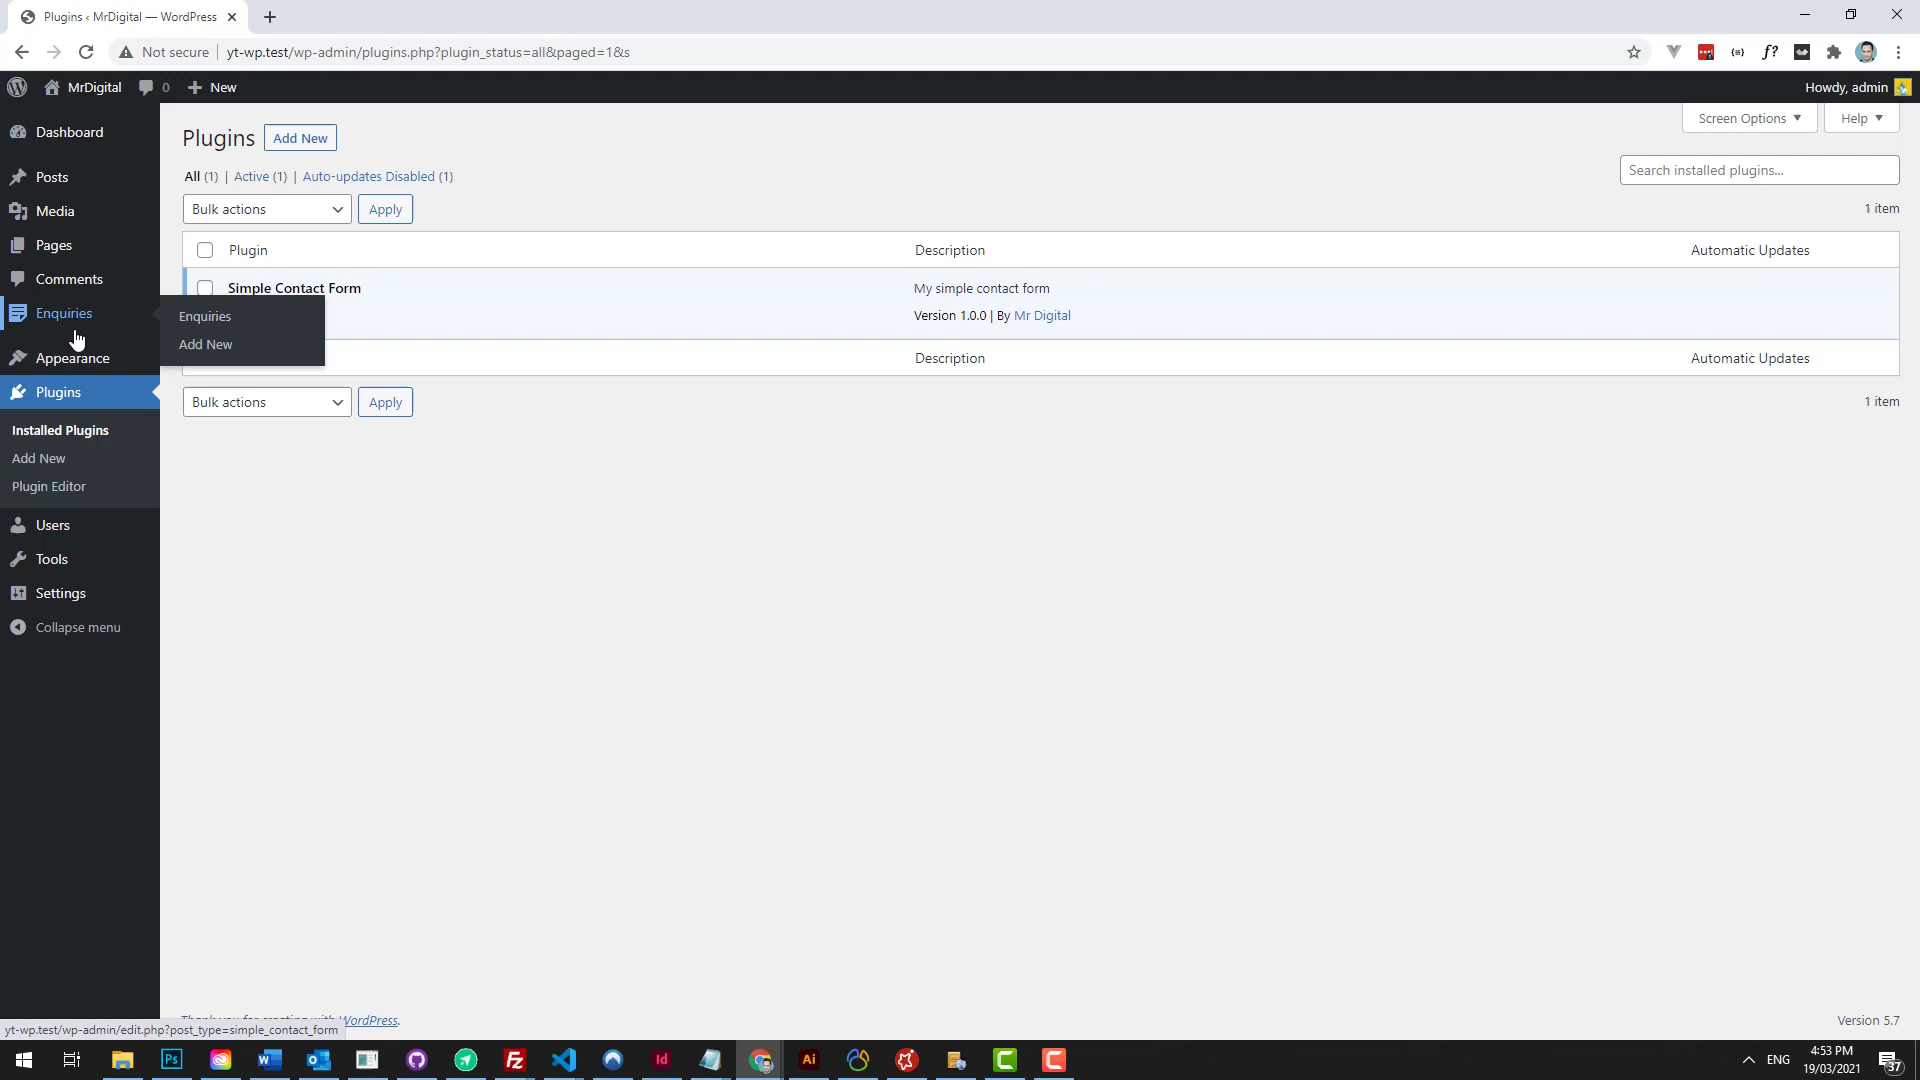 Plugins ‹ MrDigital — WordPress
Not secure
yt-wp.test/wp-admin/plugins.php?plugin_status=all&paged=1&s
MrDigital
0
New
Howdy, admin
Dashboard
Posts
Media
Pages
Comments
Enquiries
Appearance
Plugins
Installed Plugins
Add New
Plugin Editor
Users
Tools
Settings
Collapse menu
Enquiries
Add New
Plugins
Add New
Screen Options
Help
All (1) | Active (1) | Auto-updates Disabled (1)
Search installed plugins...
Bulk actions
Apply
1 item
Plugin
Description
Automatic Updates
Simple Contact Form
My simple contact form
Version 1.0.0 | By Mr Digital
Description
Automatic Updates
Bulk actions
Apply
1 item
WordPress.
Version 5.7
yt-wp.test/wp-admin/edit.php?post_type=simple_contact_form
Ps
Id
Ai
ENG
4:53 PM
19/03/2021
37